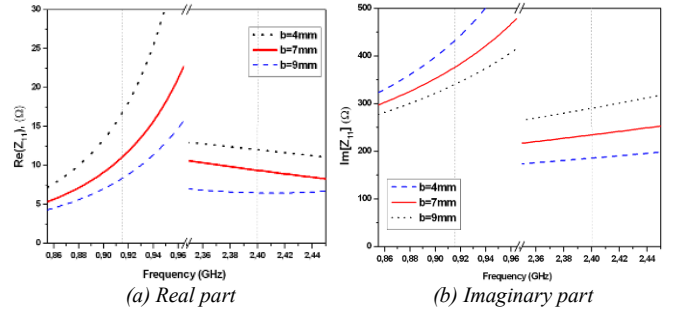 30
25
20
15
10
5
0
Re(Z11), {Ω}
b=4mm
b=7mm
b=9mm
0,86 0,88 0,90 0,92 0,94 0,96 2,36 2,38 2,40 2,42 2,44
Frequency (GHz)
(a) Real part
500
400
300
200
100
0
Im[Z11] (Ω)
b=4mm
b=7mm
b=9mm
0,86 0,88 0,90 0,92 0,94 0,96 2,36 2,38 2,40 2,42 2,44
Frequency (GHz)
(b) Imaginary part